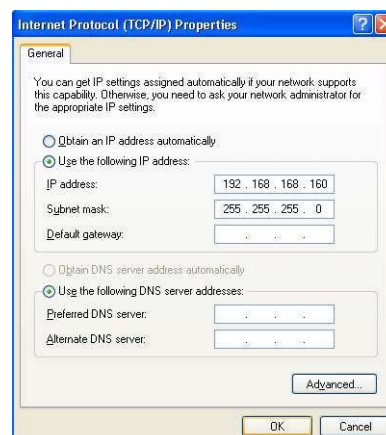 Internet Protocol (TCP/IP) Properties
General
You can get IP settings assigned automatically if your network supports
this capability. Otherwise, you need to ask your network administrator for
the appropriate IP settings.
Obtain an IP address automatically
Use the following IP address:
IP address: 192 . 168 . 168 . 160
Subnet mask: 255 . 255 . 255 . 0
Default gateway: . . .
Obtain DNS server address automatically
Use the following DNS server addresses:
Preferred DNS server: . . .
Alternate DNS server: . . .
Advanced...
OK Cancel